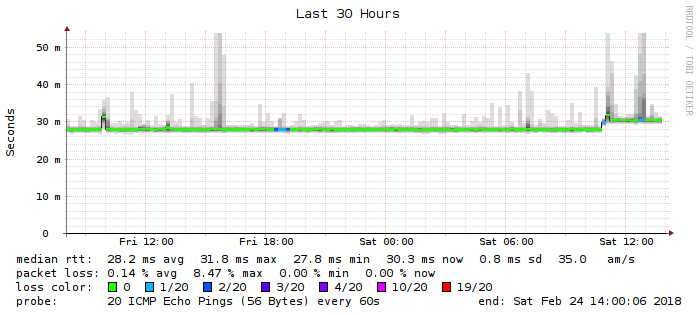 Last 30 Hours
RRDTOOL / TOBI OETIKER
Seconds
50 m
40 m
30 m
20 m
10 m
0
Fri 12:00 Fri 18:00 Sat 00:00 Sat 06:00 Sat 12:00
median rtt: 28.2 ms avg 31.8 ms max 27.8 ms min 30.3 ms now 0.8 ms sd 35.0 am/s
packet loss: 0.14 % avg 8.47 % max 0.00 % min 0.00 % now
loss color: 0 1/20 2/20 3/20 4/20 10/20 19/20
probe: 20 ICMP Echo Pings (56 Bytes) every 60s end: Sat Feb 24 14:00:06 2018